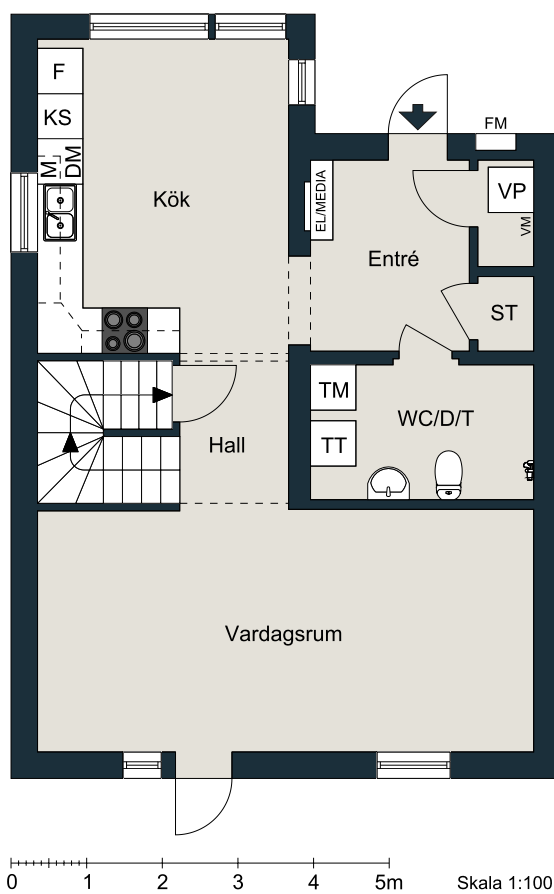 F
FM
KS
M
DM
EL/MEDIA
VP
VM
Kök
Entré
ST
TM
WC/D/T
TT
Hall
Vardagsrum
0 1 2 3 4 5m
Skala 1:100